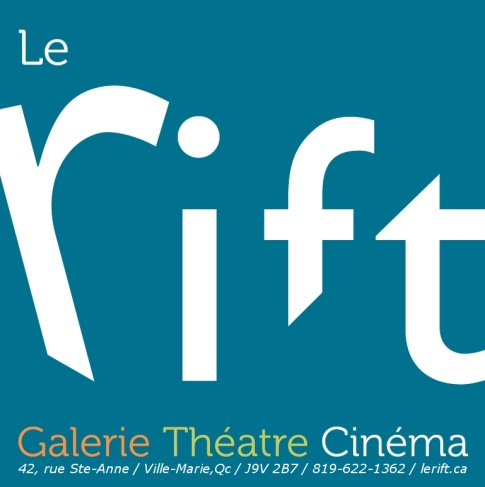 Le
rift
Galerie Théatre Cinéma
42, rue Ste-Anne / Ville-Marie,Qc / J9V 2B7 / 819-622-1362 / lerift.ca